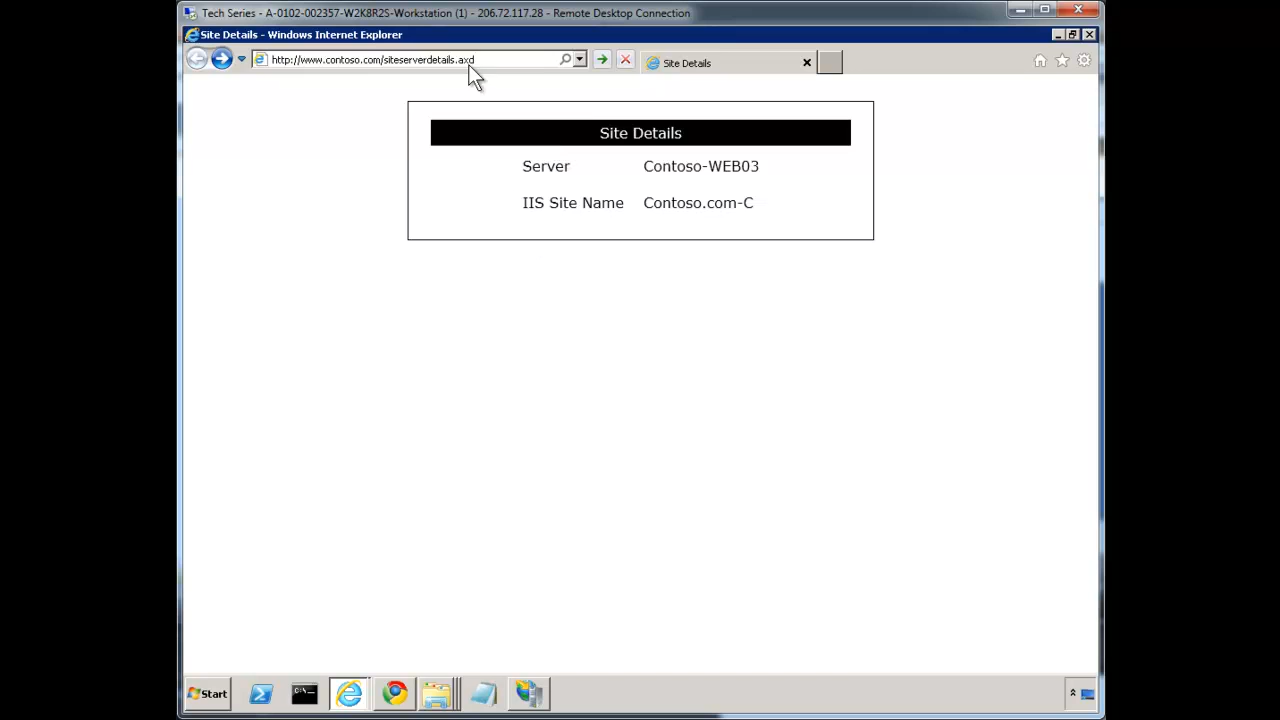 Tech Series - A-0102-002357-W2K8R2S-Workstation (1) - 206.72.117.28 - Remote Desktop Connection
Site Details - Windows Internet Explorer
http://www.contoso.com/siteserverdetails.axd
Site Details
Site Details
Server Contoso-WEB03
IIS Site Name Contoso.com-C
Start